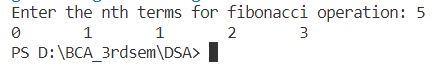 Enter the nth terms for fibonacci operation: 5
0 1 1 2 3
PS D:\BCA_3rdsem\DSA>